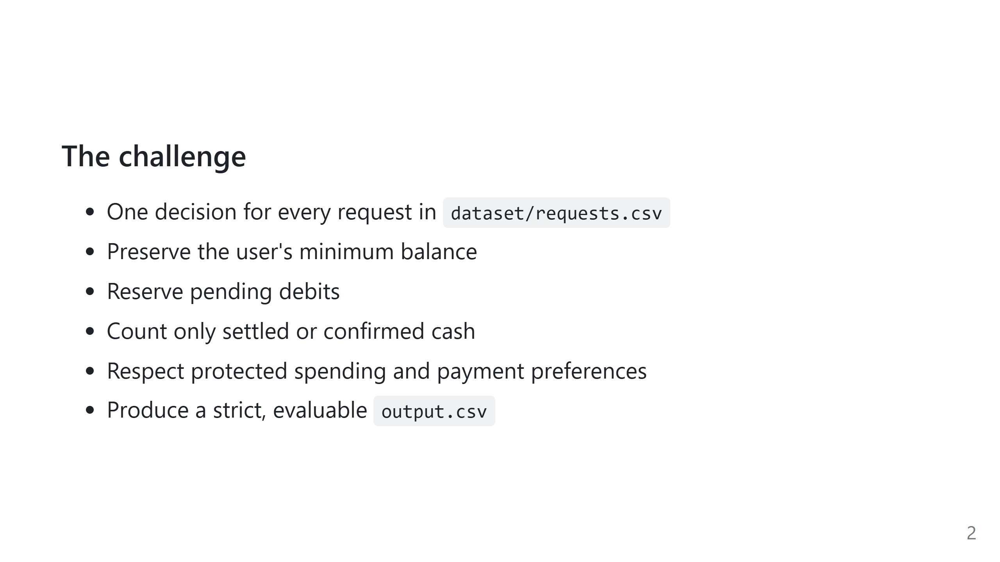 The challenge
• One decision for every request in dataset/requests.csv
• Preserve the user's minimum balance
• Reserve pending debits
• Count only settled or confirmed cash
• Respect protected spending and payment preferences
• Produce a strict, evaluable output.csv
2